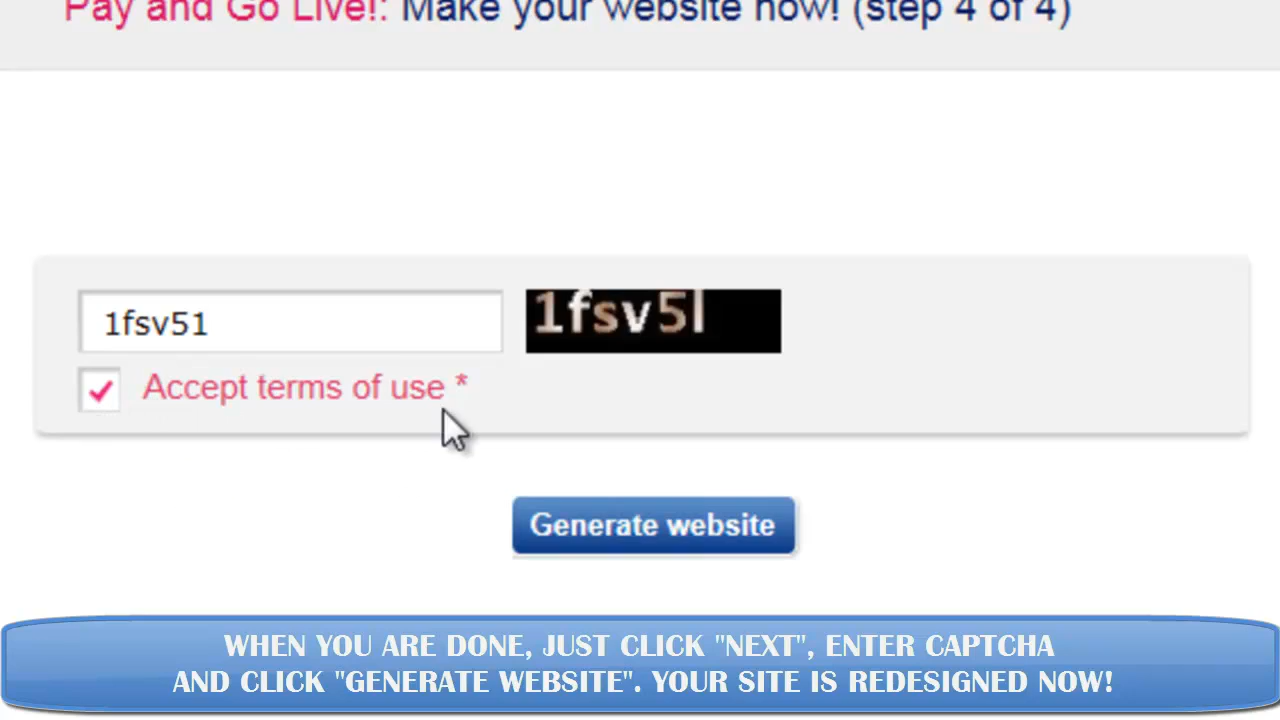 Pay and Go Live!: Make your website now! (step 4 of 4)
1fsv51 1fsv5l
Accept terms of use *
Generate website
WHEN YOU ARE DONE, JUST CLICK "NEXT", ENTER CAPTCHA
AND CLICK "GENERATE WEBSITE". YOUR SITE IS REDESIGNED NOW!